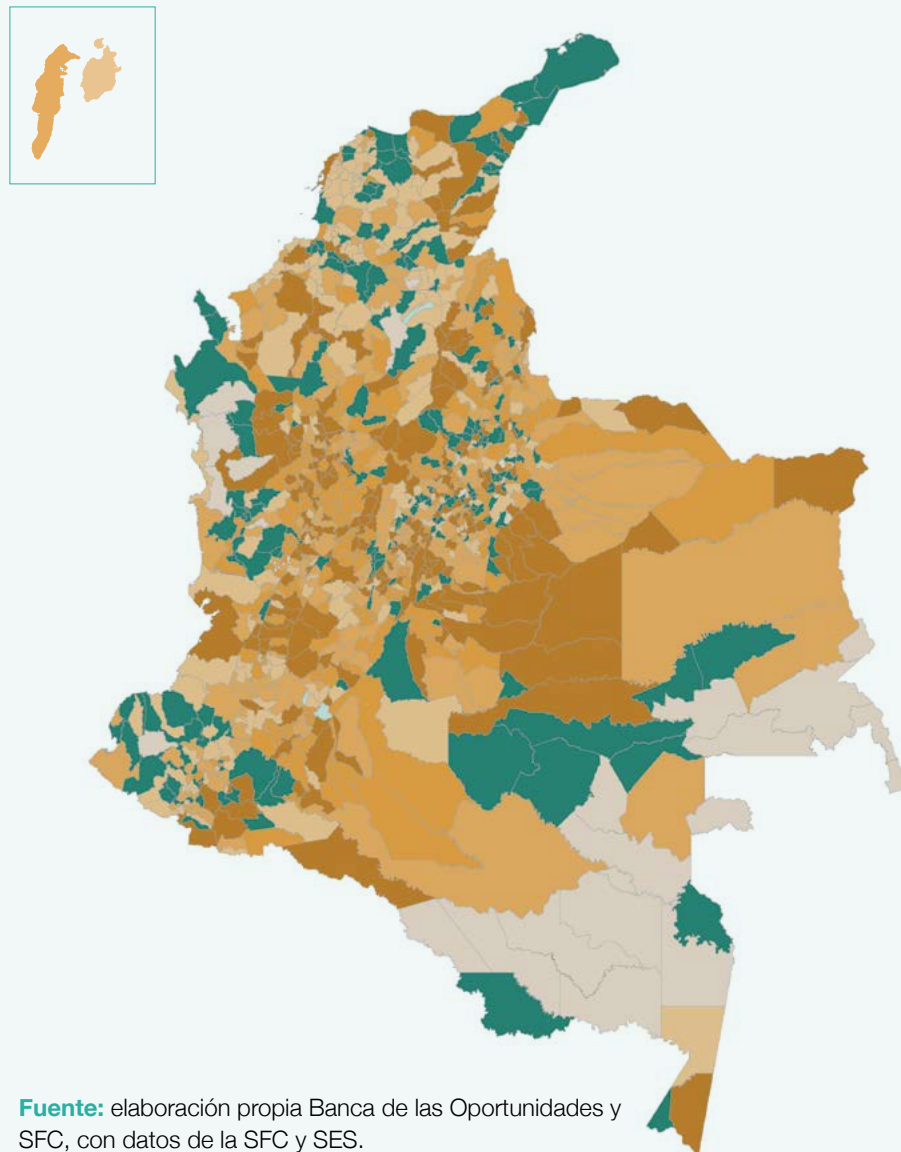 Fuente: elaboración propia Banca de las Oportunidades y
SFC, con datos de la SFC y SES.